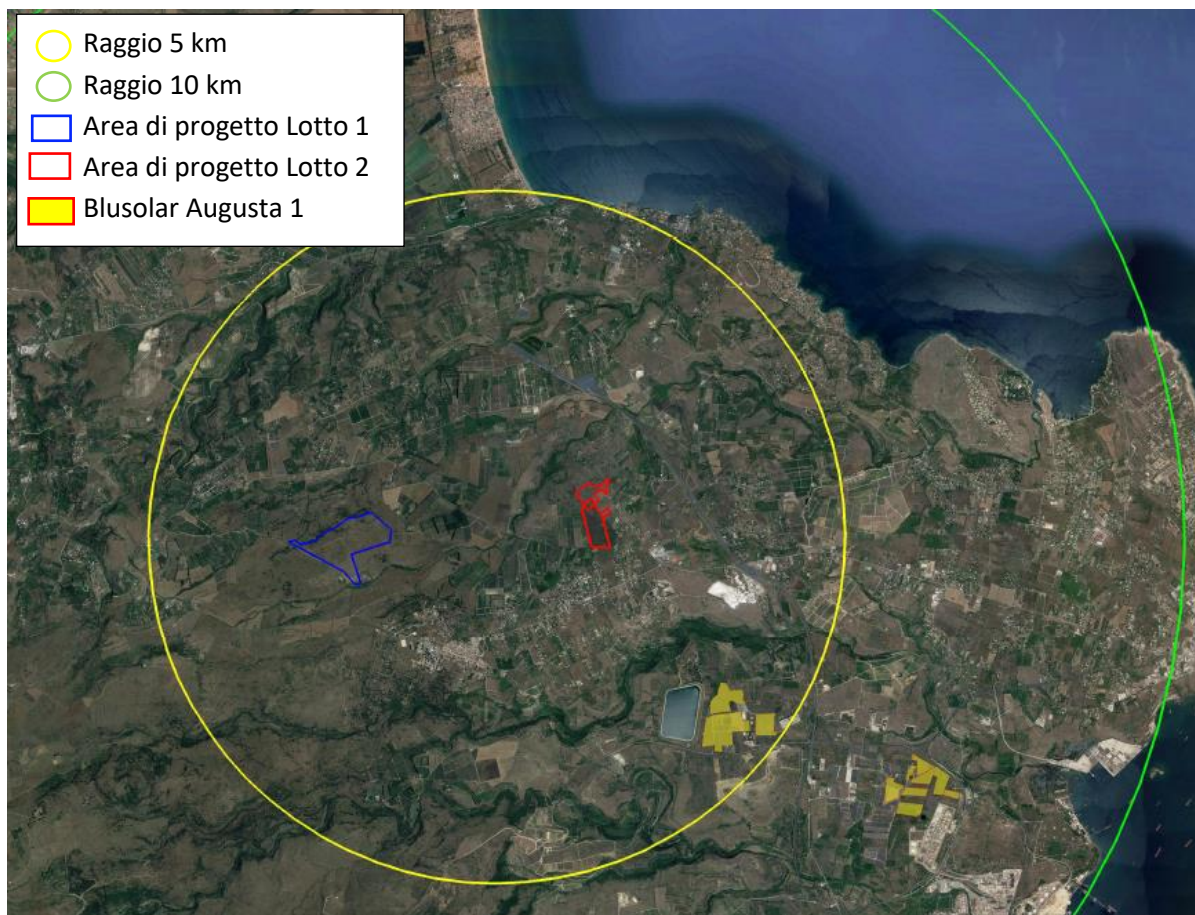 Raggio 5 km
Raggio 10 km
Area di progetto Lotto 1
Area di progetto Lotto 2
Blusolar Augusta 1